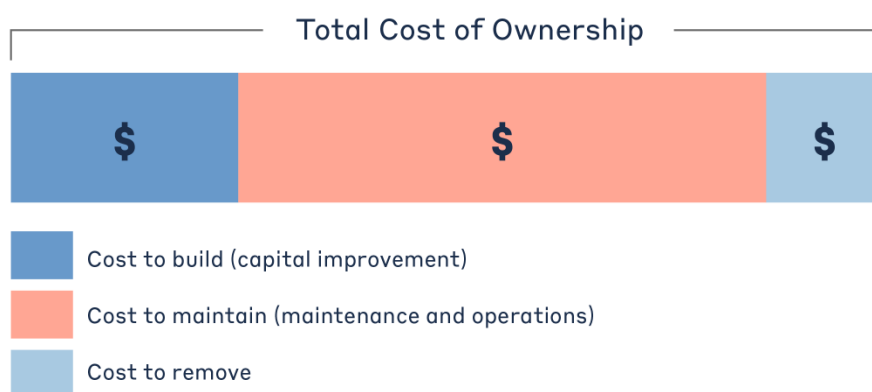 Total Cost of Ownership
$ $ $
Cost to build (capital improvement)
Cost to maintain (maintenance and operations)
Cost to remove